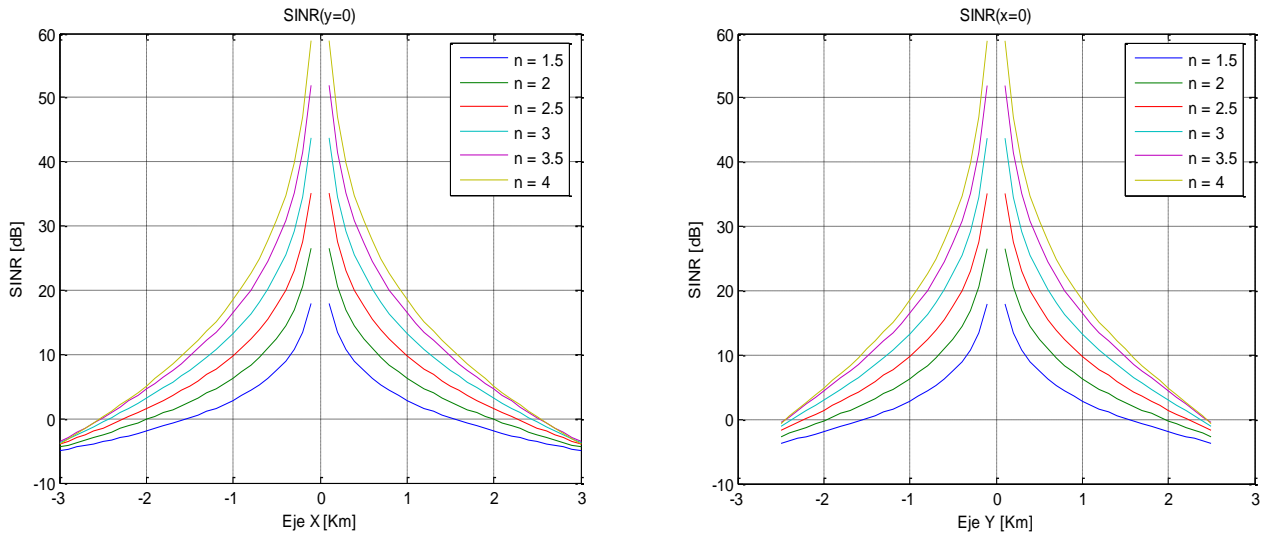 SINR(y=0)
60
50
40
30
20
10
0
-10
SINR [dB]
-3
-2
-1
0
1
2
3
Eje X [Km]
n = 1.5
n = 2
n = 2.5
n = 3
n = 3.5
n = 4
SINR(x=0)
60
50
40
30
20
10
0
-10
SINR [dB]
-3
-2
-1
0
1
2
3
Eje Y [Km]
n = 1.5
n = 2
n = 2.5
n = 3
n = 3.5
n = 4